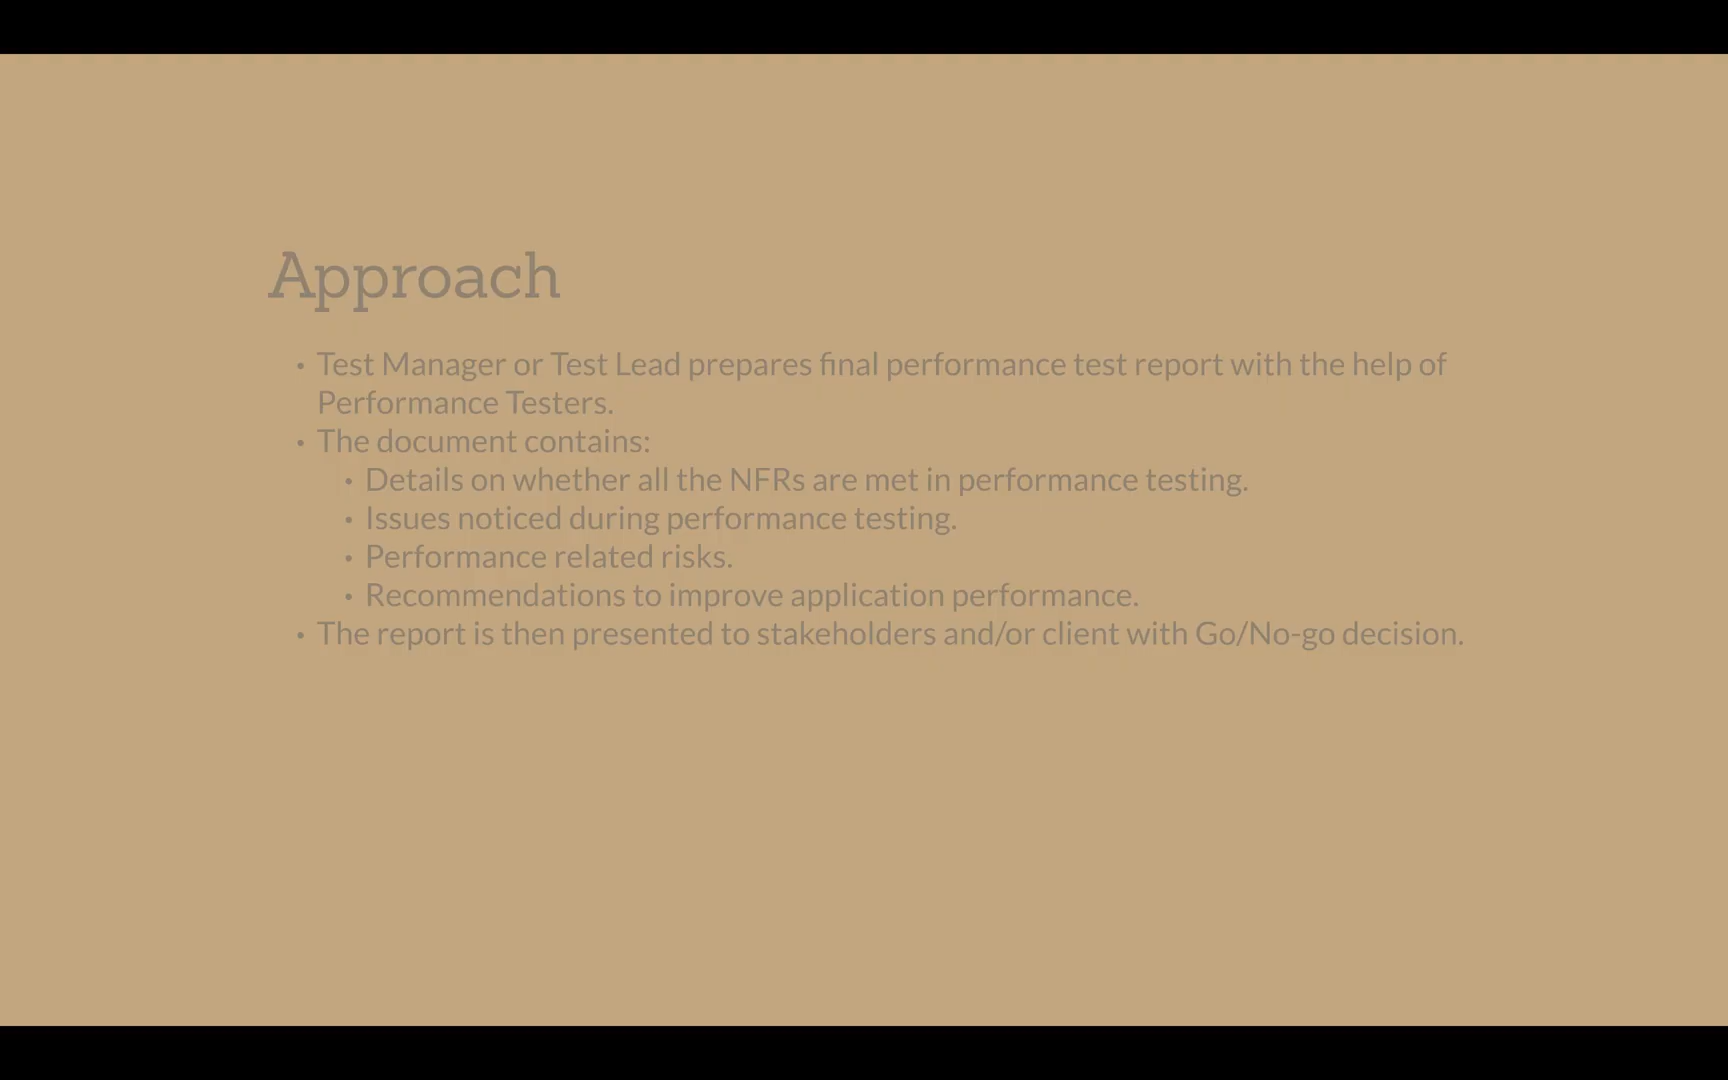 Approach
• Test Manager or Test Lead prepares final performance test report with the help of
Performance Testers.
• The document contains:
• Details on whether all the NFRs are met in performance testing.
• Issues noticed during performance testing.
• Performance related risks.
• Recommendations to improve application performance.
• The report is then presented to stakeholders and/or client with Go/No-go decision.